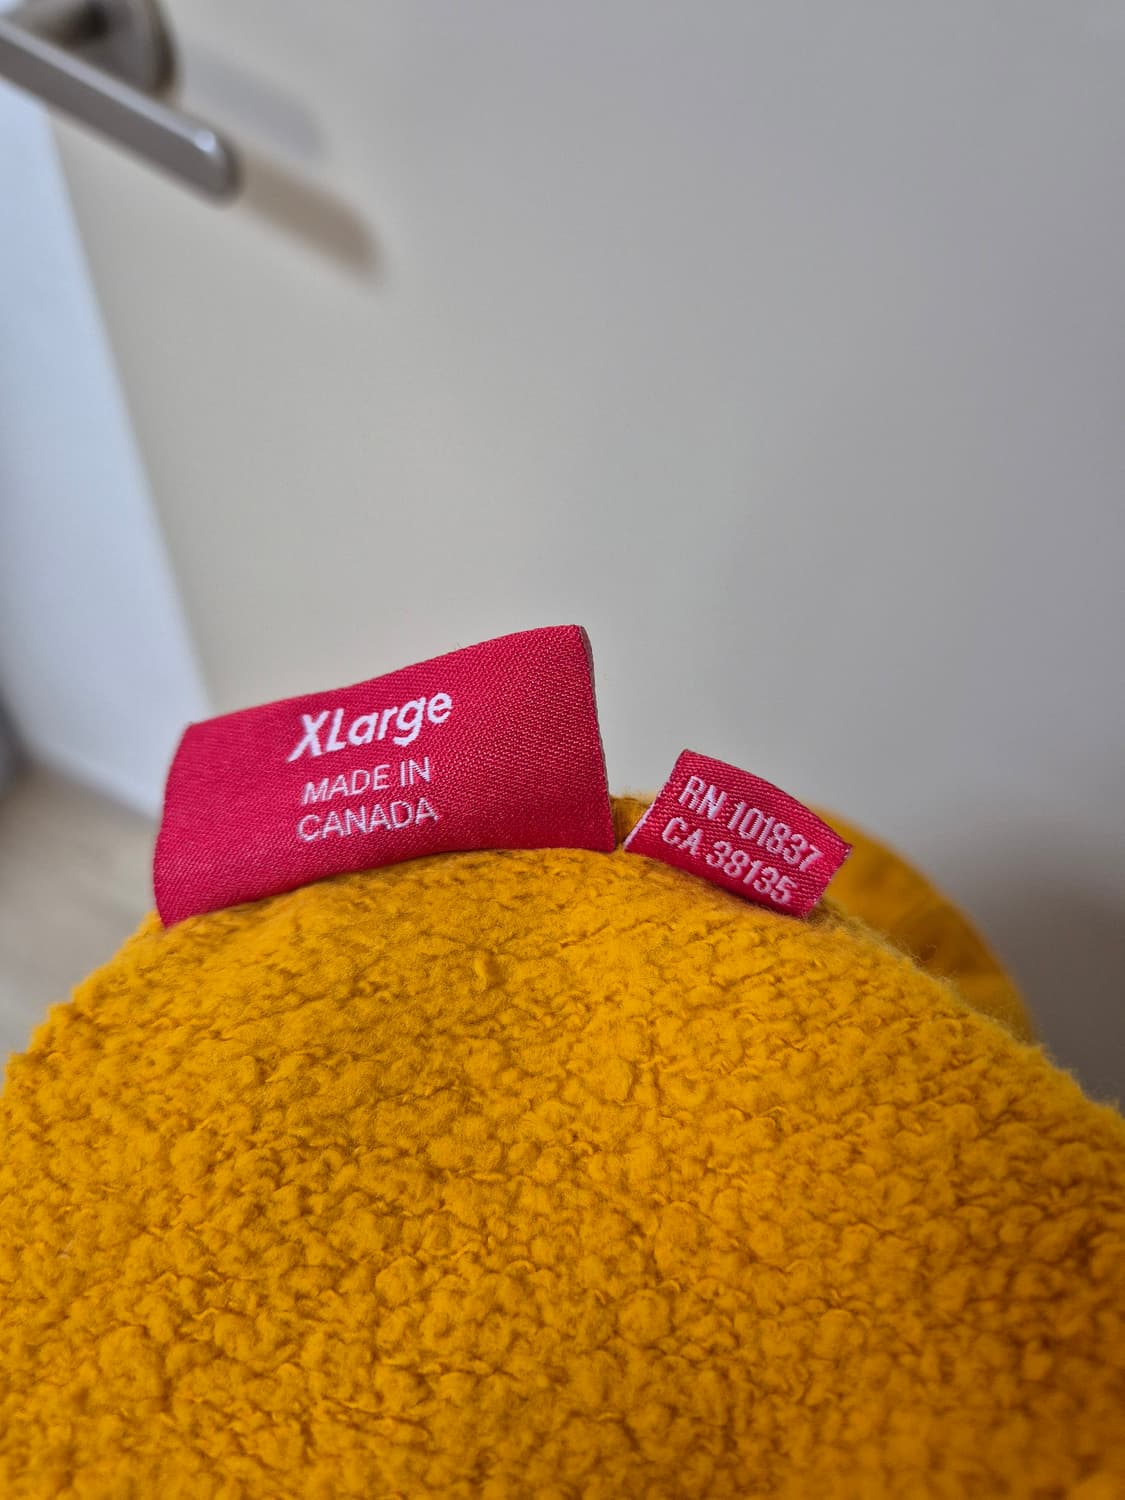 XLarge
MADE IN
CANADA
RN 101837
CA 38135